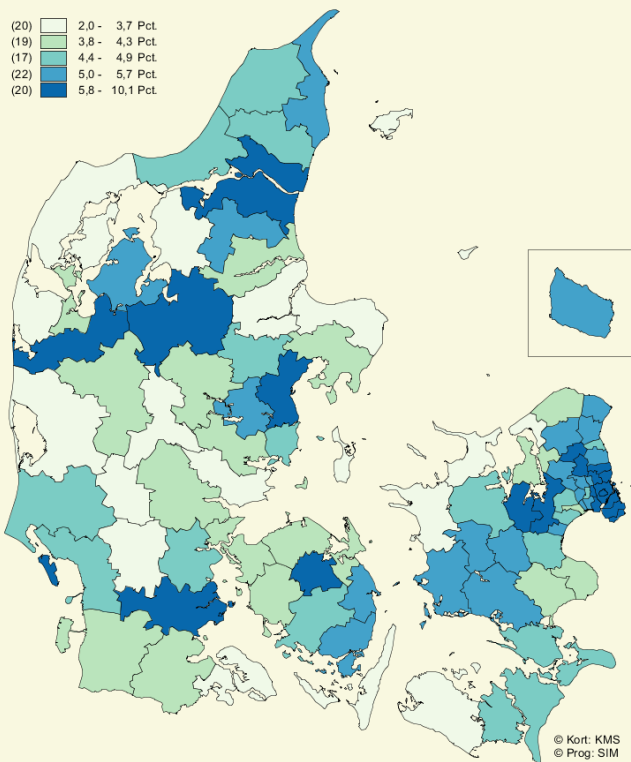 (20) 2,0 - 3,7 Pct.
(19) 3,8 - 4,3 Pct.
(17) 4,4 - 4,9 Pct.
(22) 5,0 - 5,7 Pct.
(20) 5,8 - 10,1 Pct.
© Kort: KMS
© Prog: SIM